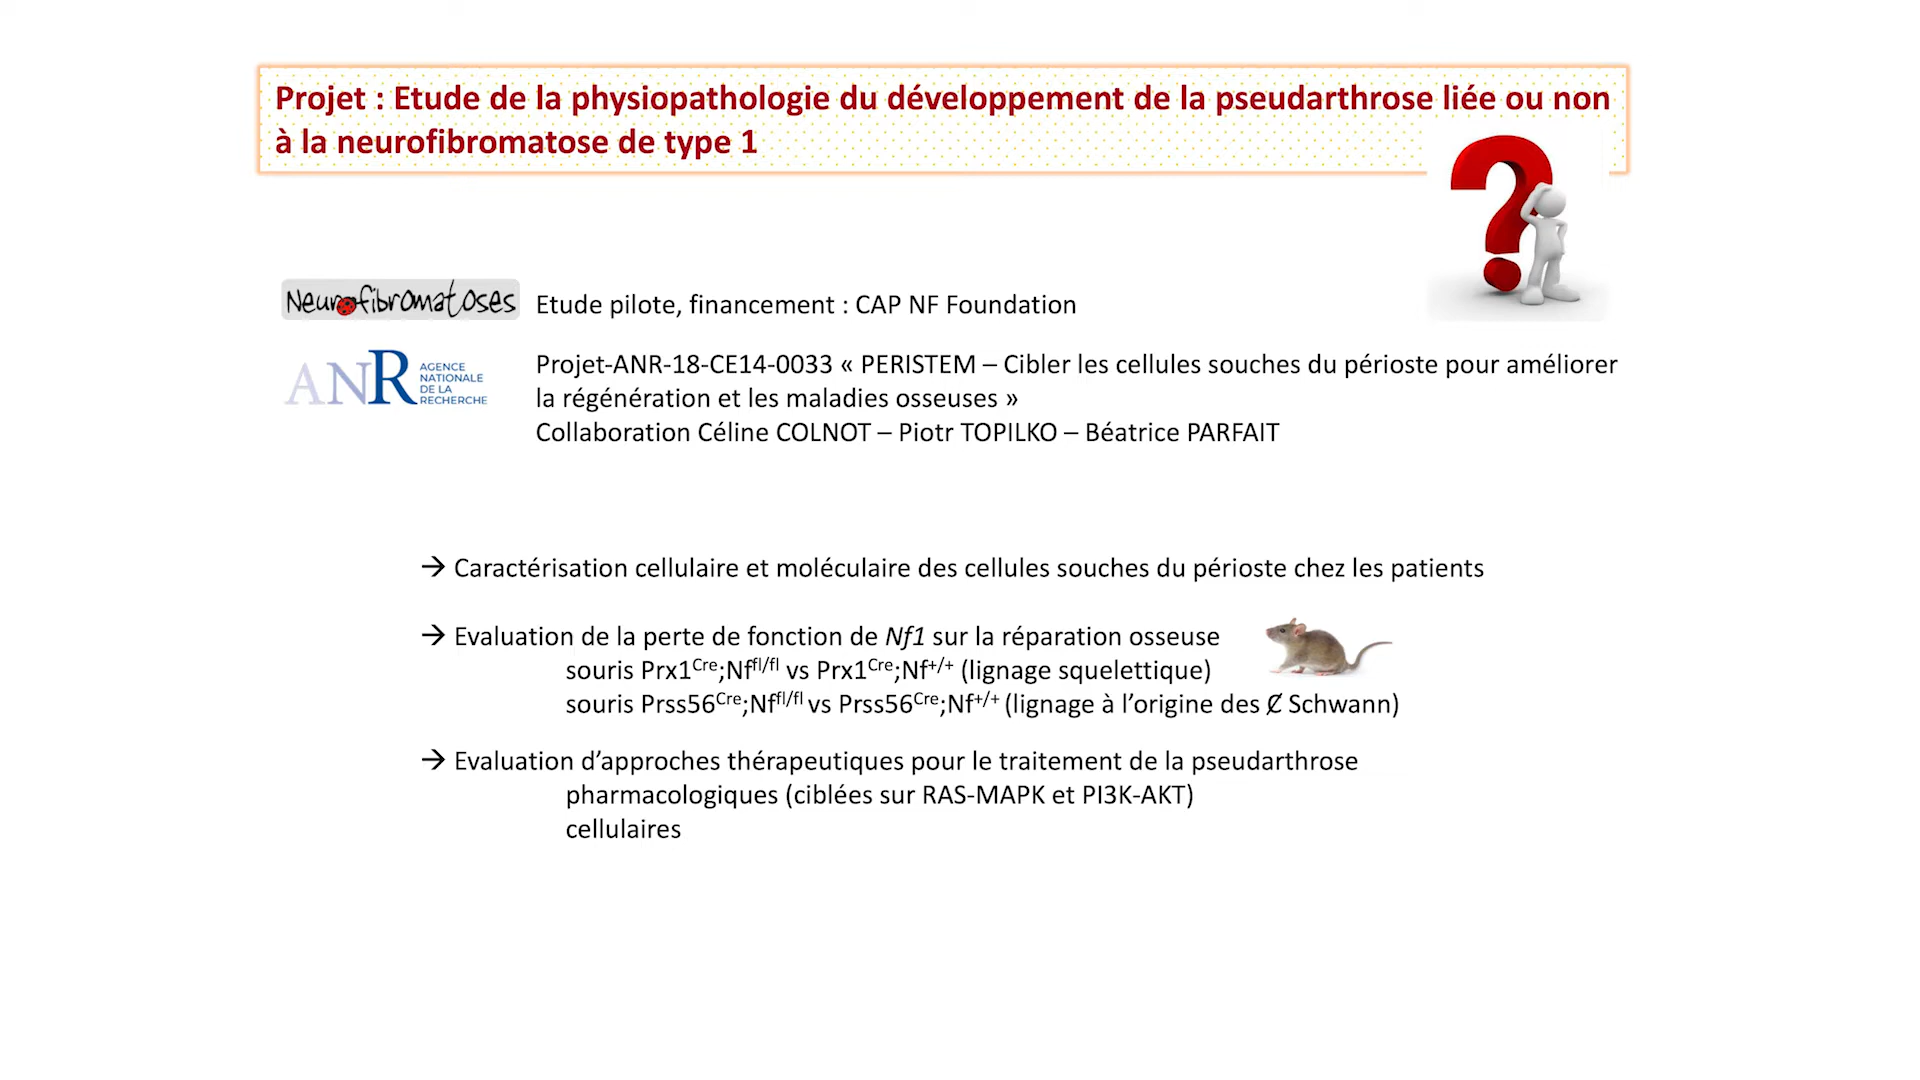 Projet : Etude de la physiopathologie du développement de la pseudarthrose liée ou non
à la neurofibromatose de type 1
Neurofibromatoses
Etude pilote, financement : CAP NF Foundation
ANR
AGENCE
NATIONALE
DE LA
RECHERCHE
Projet-ANR-18-CE14-0033 « PERISTEM – Cibler les cellules souches du périoste pour améliorer
la régénération et les maladies osseuses »
Collaboration Céline COLNOT – Piotr TOPILKO – Béatrice PARFAIT
→ Caractérisation cellulaire et moléculaire des cellules souches du périoste chez les patients
→ Evaluation de la perte de fonction de Nf1 sur la réparation osseuse
souris Prx1Cre;Nffl/fl vs Prx1Cre;Nf+/+ (lignage squelettique)
souris Prss56Cre;Nffl/fl vs Prss56Cre;Nf+/+ (lignage à l’origine des Ȼ Schwann)
→ Evaluation d’approches thérapeutiques pour le traitement de la pseudarthrose
pharmacologiques (ciblées sur RAS-MAPK et PI3K-AKT)
cellulaires